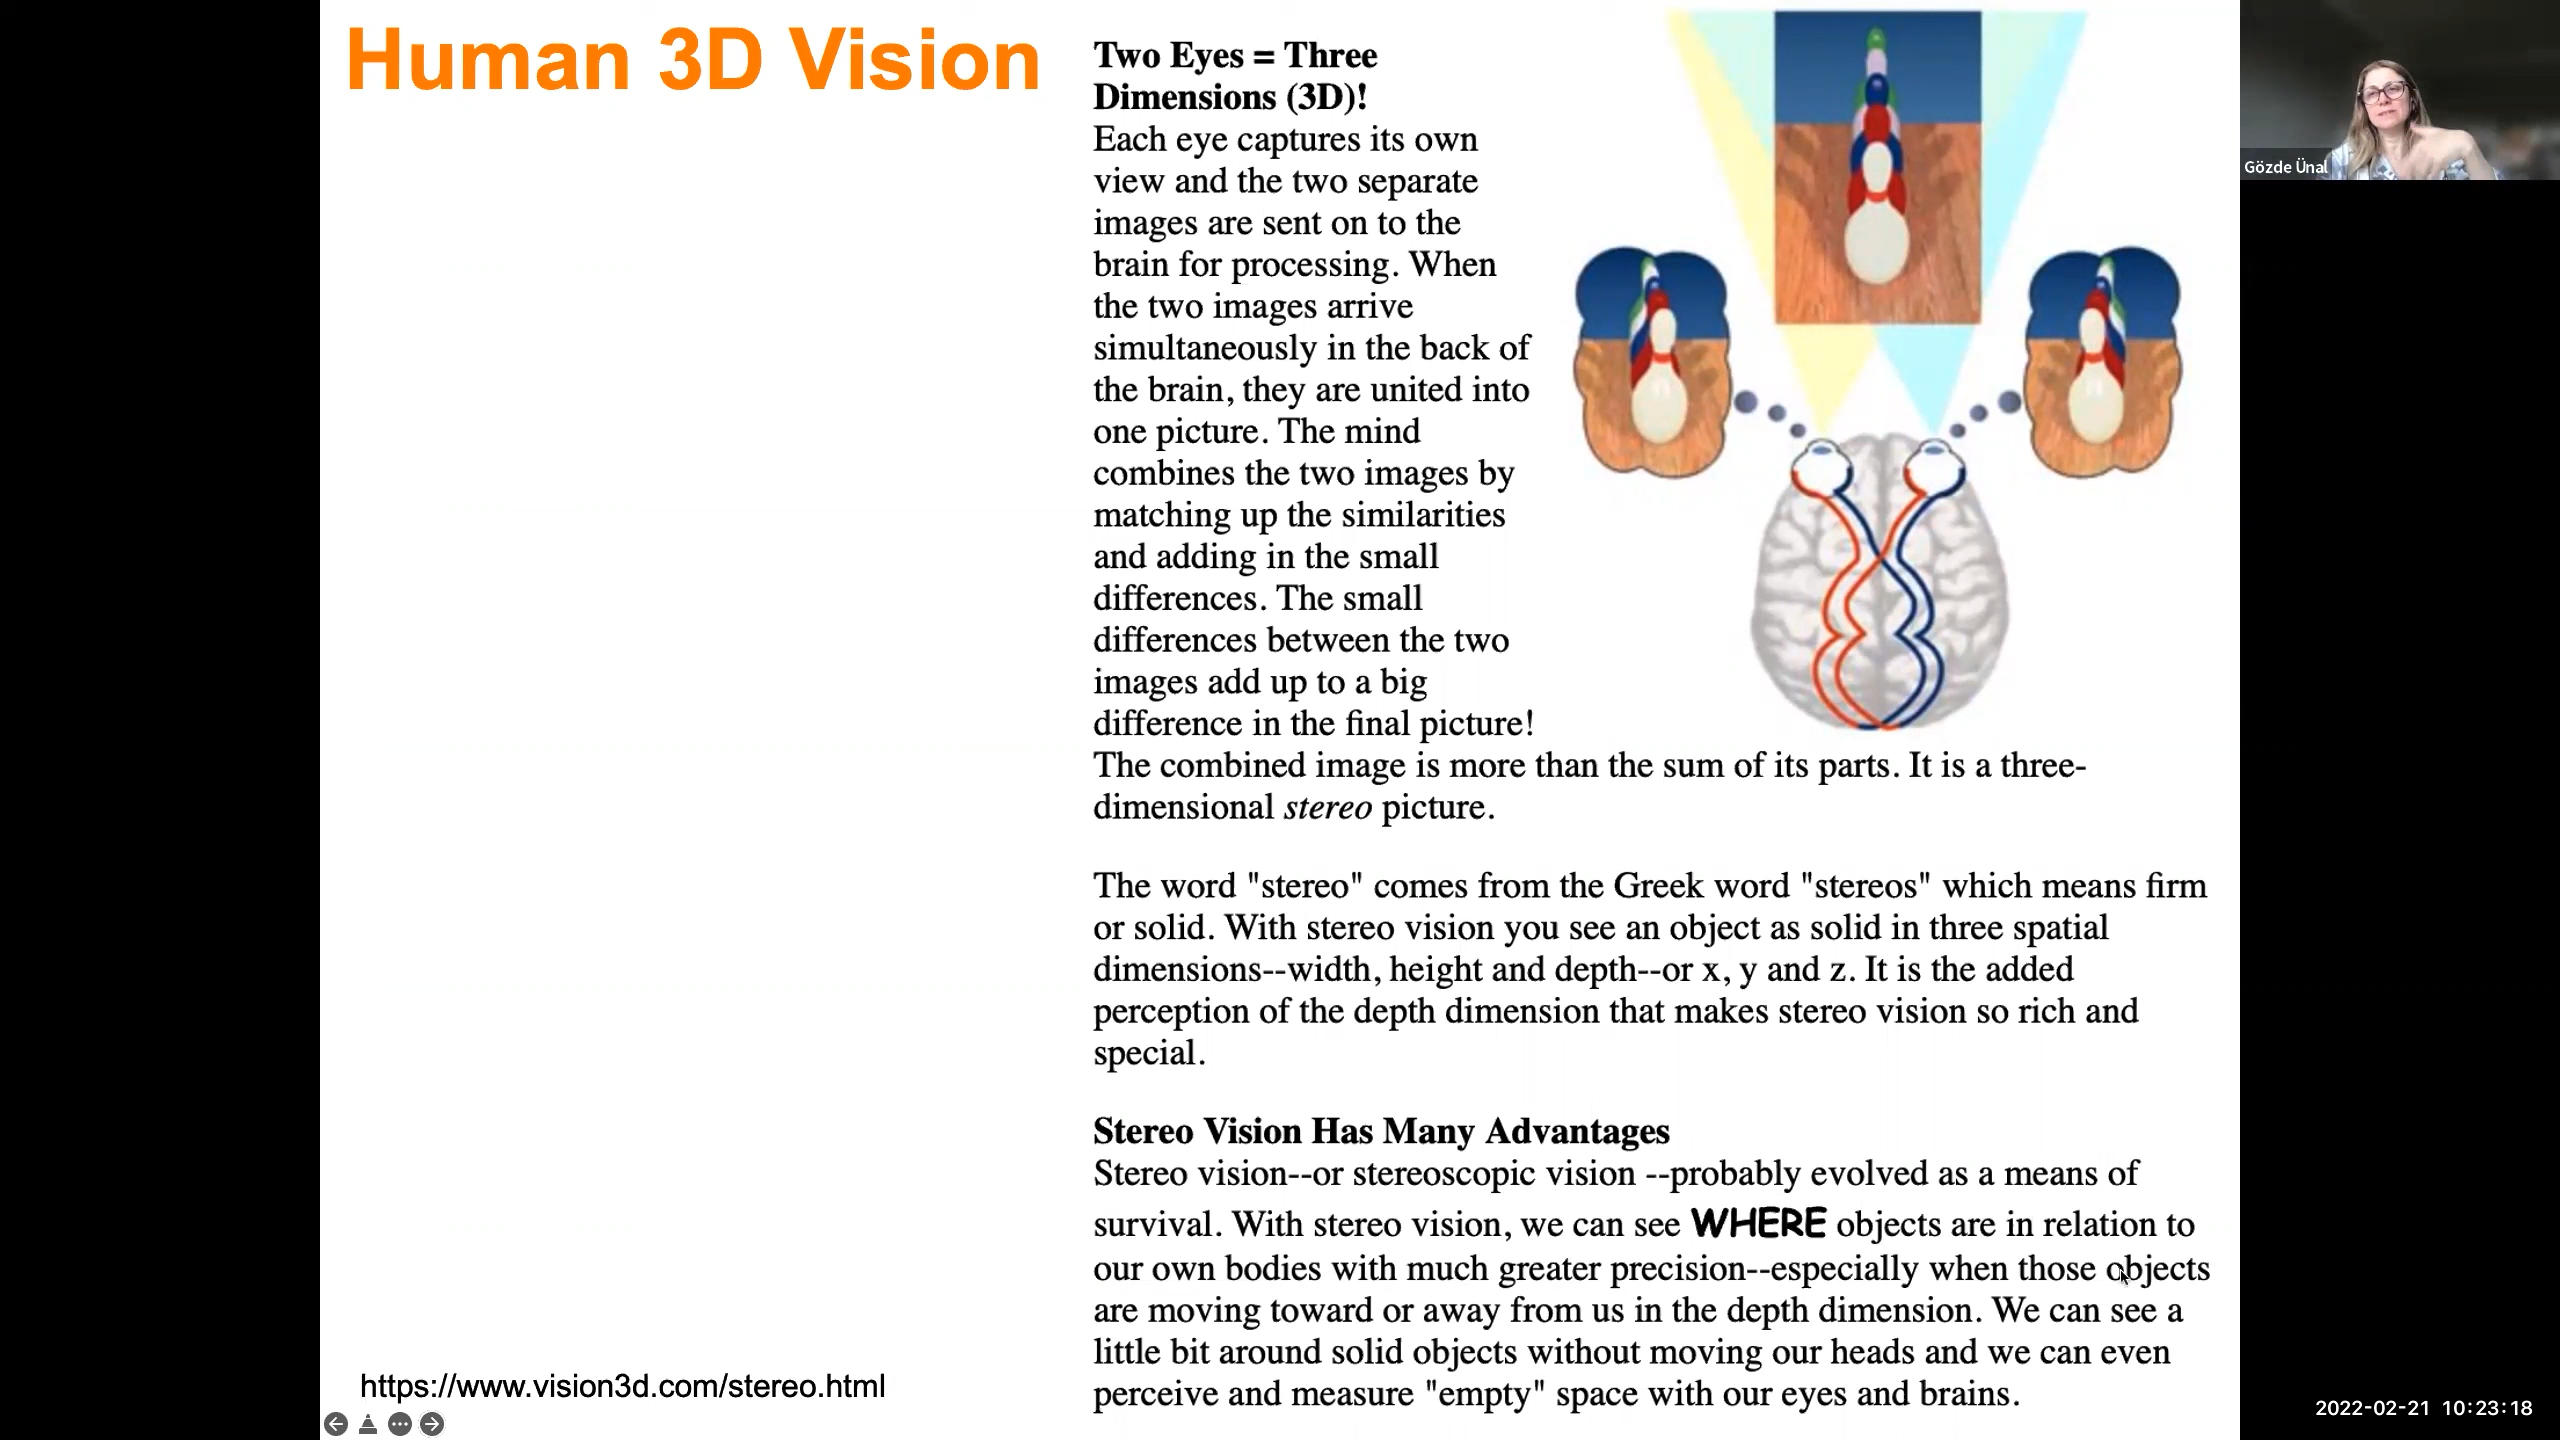 Human 3D Vision
Two Eyes = Three
Dimensions (3D)!
Each eye captures its own
view and the two separate
images are sent on to the
brain for processing. When
the two images arrive
simultaneously in the back of
the brain, they are united into
one picture. The mind
combines the two images by
matching up the similarities
and adding in the small
differences. The small
differences between the two
images add up to a big
difference in the final picture!
The combined image is more than the sum of its parts. It is a three-
dimensional stereo picture.
The word "stereo" comes from the Greek word "stereos" which means firm
or solid. With stereo vision you see an object as solid in three spatial
dimensions--width, height and depth--or x, y and z. It is the added
perception of the depth dimension that makes stereo vision so rich and
special.
Stereo Vision Has Many Advantages
Stereo vision--or stereoscopic vision --probably evolved as a means of
survival. With stereo vision, we can see WHERE objects are in relation to
our own bodies with much greater precision--especially when those objects
are moving toward or away from us in the depth dimension. We can see a
little bit around solid objects without moving our heads and we can even
perceive and measure "empty" space with our eyes and brains.
https://www.vision3d.com/stereo.html
Gözde Ünal
2022-02-21 10:23:18